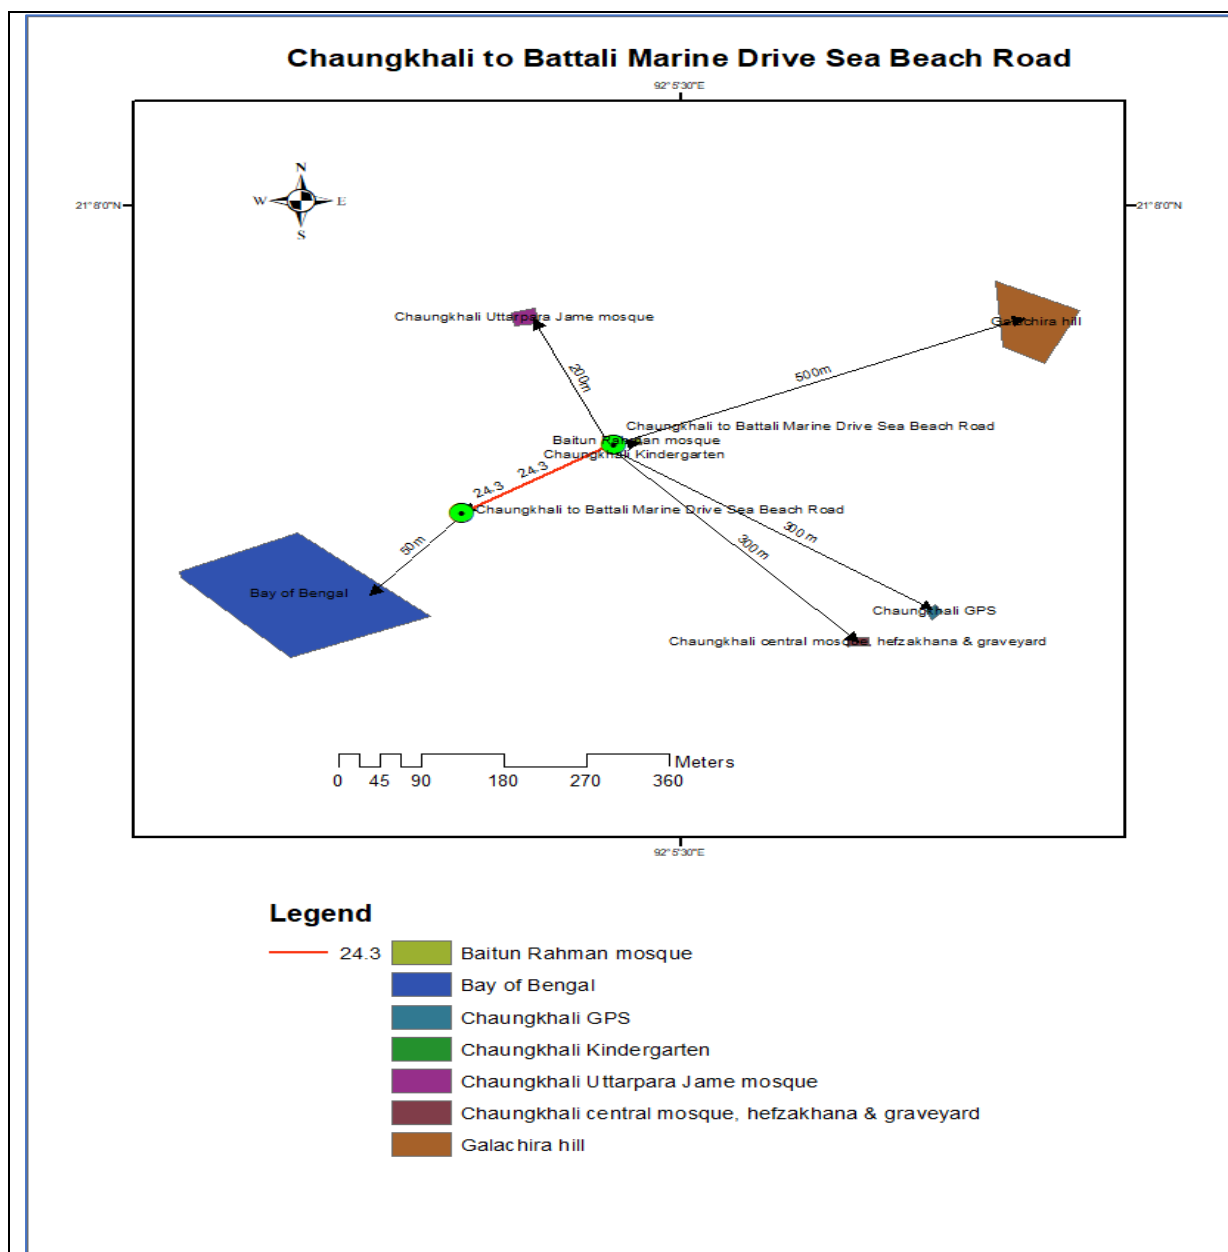 Chaungkhali to Battali Marine Drive Sea Beach Road
92°5'30"E
N
W E
S
21°8'0"N 21°8'0"N
Chaungkhali Uttarpara Jame mosque
Galachira hill
200m
500m
Chaungkhali to Battali Marine Drive Sea Beach Road
Baitun Rahman mosque
Chaungkhali Kindergarten
24.3
24.3
Chaungkhali to Battali Marine Drive Sea Beach Road
50m
300m
300m
Bay of Bengal
Chaungkhali GPS
Chaungkhali central mosque, hefzakhana & graveyard
Meters
0 45 90 180 270 360
92°5'30"E
Legend
24.3
Baitun Rahman mosque
Bay of Bengal
Chaungkhali GPS
Chaungkhali Kindergarten
Chaungkhali Uttarpara Jame mosque
Chaungkhali central mosque, hefzakhana & graveyard
Galachira hill